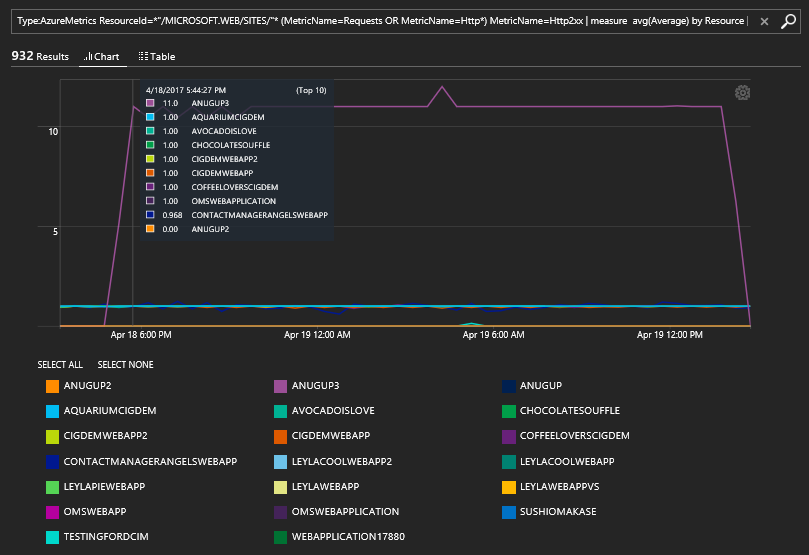 Type:AzureMetrics ResourceId=*"/MICROSOFT.WEB/SITES/"* (MetricName=Requests OR MetricName=Http*) MetricName=Http2xx | measure avg(Average) by Resource |
932 Results
Chart
Table
4/18/2017 5:44:27 PM (Top 10)
11.0 ANUGUP3
1.00 AQUARIUMCIGDEM
1.00 AVOCADOISLOVE
1.00 CHOCOLATESOUFFLE
1.00 CIGDEMWEBAPP2
1.00 CIGDEMWEBAPP
1.00 COFFEELOVERSCIGDEM
1.00 OMSWEBAPPLICATION
0.968 CONTACTMANAGERANGELSWEBAPP
0.00 ANUGUP2
10
5
Apr 18 6:00 PM Apr 19 12:00 AM Apr 19 6:00 AM Apr 19 12:00 PM
SELECT ALL SELECT NONE
ANUGUP2 ANUGUP3 ANUGUP
AQUARIUMCIGDEM AVOCADOISLOVE CHOCOLATESOUFFLE
CIGDEMWEBAPP2 CIGDEMWEBAPP COFFEELOVERSCIGDEM
CONTACTMANAGERANGELSWEBAPP LEYLACOOLWEBAPP2 LEYLACOOLWEBAPP
LEYLAPIEWEBAPP LEYLAWEBAPP LEYLAWEBAPPVS
OMSWEBAPP OMSWEBAPPLICATION SUSHIOMAKASE
TESTINGFORDCIM WEBAPPLICATION17880